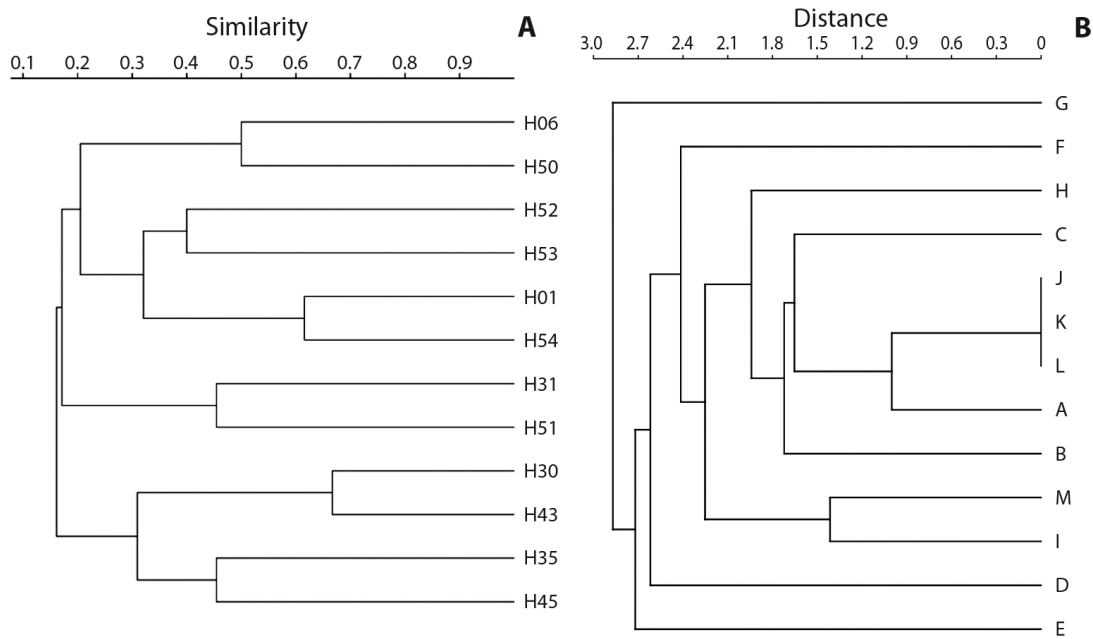 Similarity
A
0.1 0.2 0.3 0.4 0.5 0.6 0.7 0.8 0.9
H06
H50
H52
H53
H01
H54
H31
H51
H30
H43
H35
H45
Distance
B
3.0 2.7 2.4 2.1 1.8 1.5 1.2 0.9 0.6 0.3 0
G
F
H
C
J
K
L
A
B
M
I
D
E